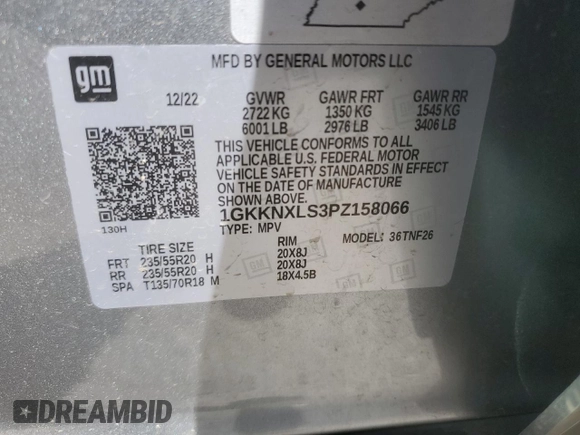 gm
MFD BY GENERAL MOTORS LLC
12/22 GVWR GAWR FRT GAWR RR
2722 KG 1350 KG 1545 KG
6001 LB 2976 LB 3406 LB
THIS VEHICLE CONFORMS TO ALL
APPLICABLE U.S. FEDERAL MOTOR
VEHICLE SAFETY STANDARDS IN EFFECT
ON THE DATE OF MANUFACTURE
SHOWN ABOVE.
1GKKNXLS3PZ158066
130H
TYPE: MPV
MODEL: 36TNF26
TIRE SIZE RIM
FRT 235/55R20 H 20X8J
RR 235/55R20 H 20X8J
SPA T135/70R18 M 18X4.5B
DREAMBID